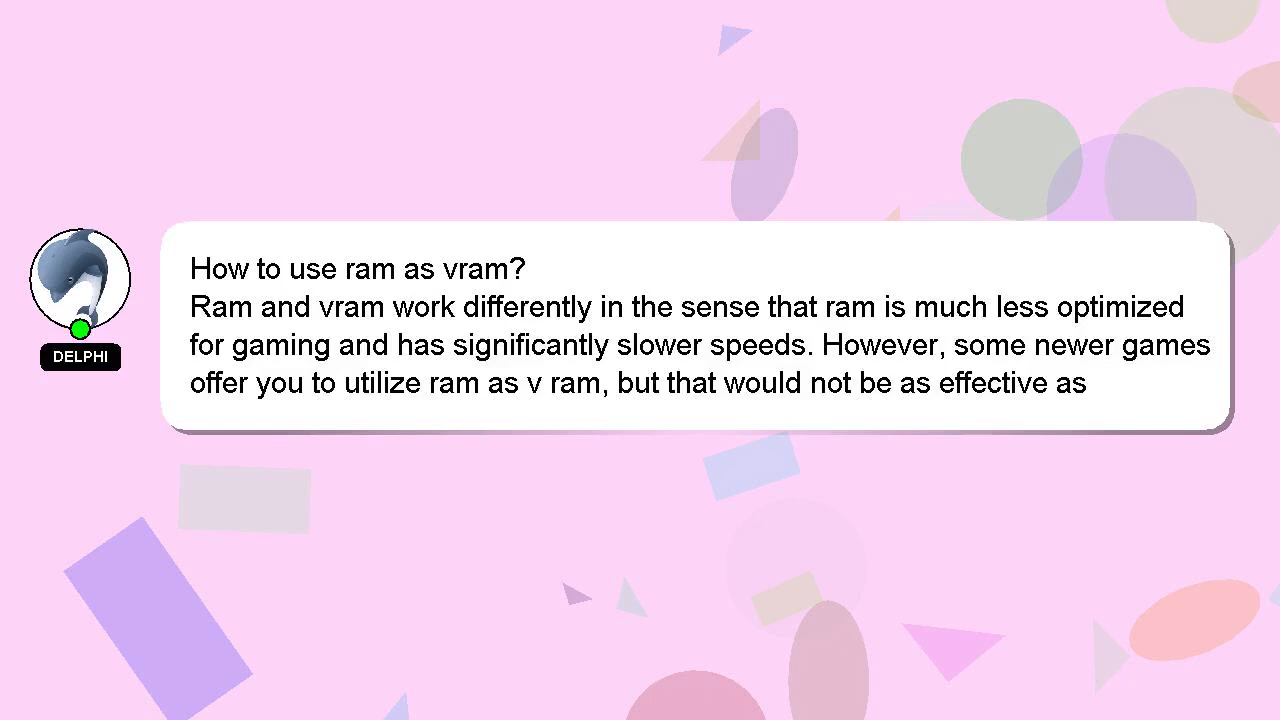 How to use ram as vram?
Ram and vram work differently in the sense that ram is much less optimized
for gaming and has significantly slower speeds. However, some newer games
offer you to utilize ram as v ram, but that would not be as effective as
DELPHI